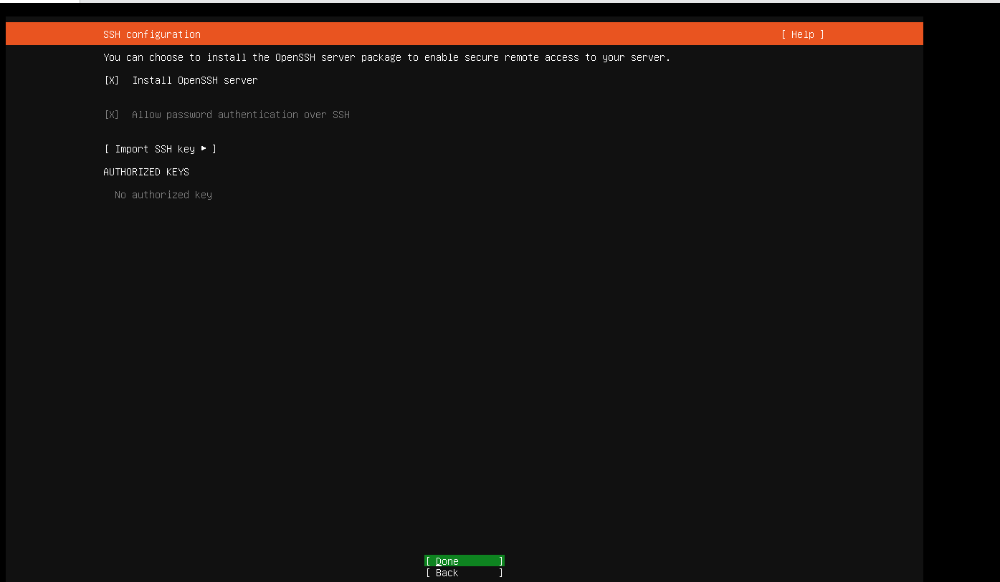 SSH configuration [ Help ]
You can choose to install the OpenSSH server package to enable secure remote access to your server.
[X] Install OpenSSH server
[X] Allow password authentication over SSH
[ Import SSH key ▸ ]
AUTHORIZED KEYS
No authorized key
[ Done ]
[ Back ]